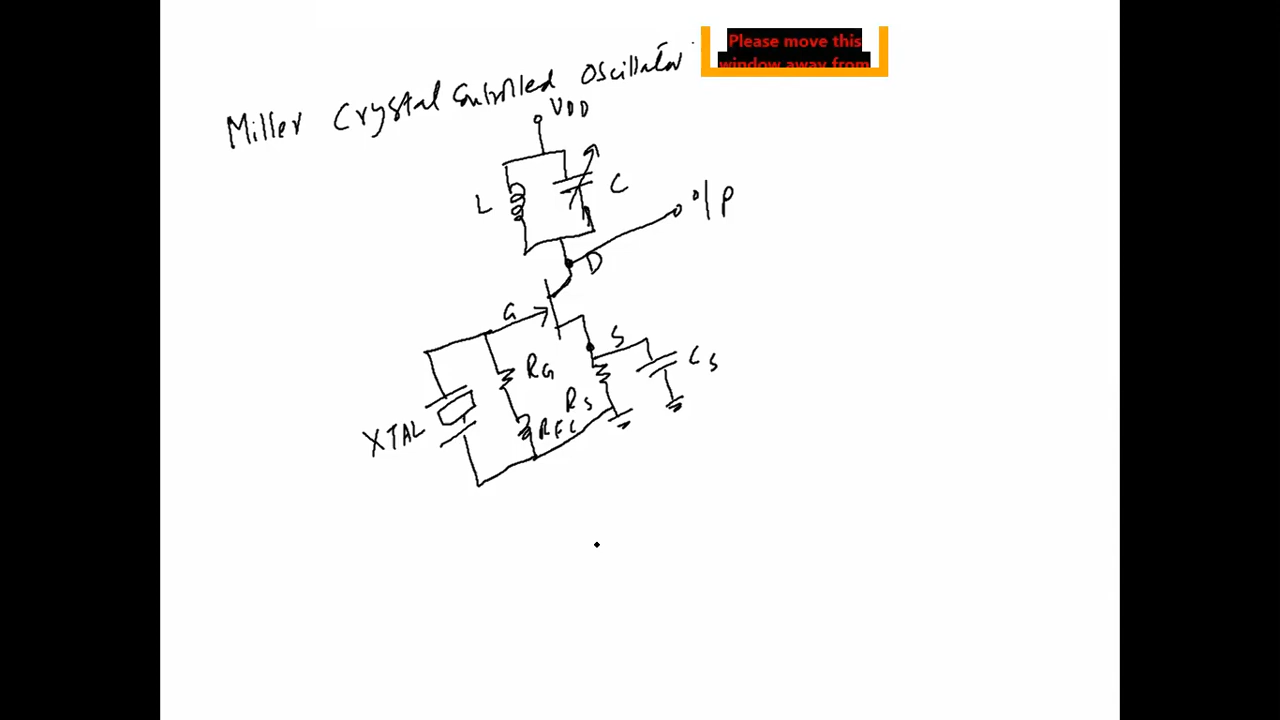 Please move this
window away from
Miller Crystal Controlled Oscillator
VDD
L
C
O/P
D
G
S
RG
CS
RS
XTAL
RFC